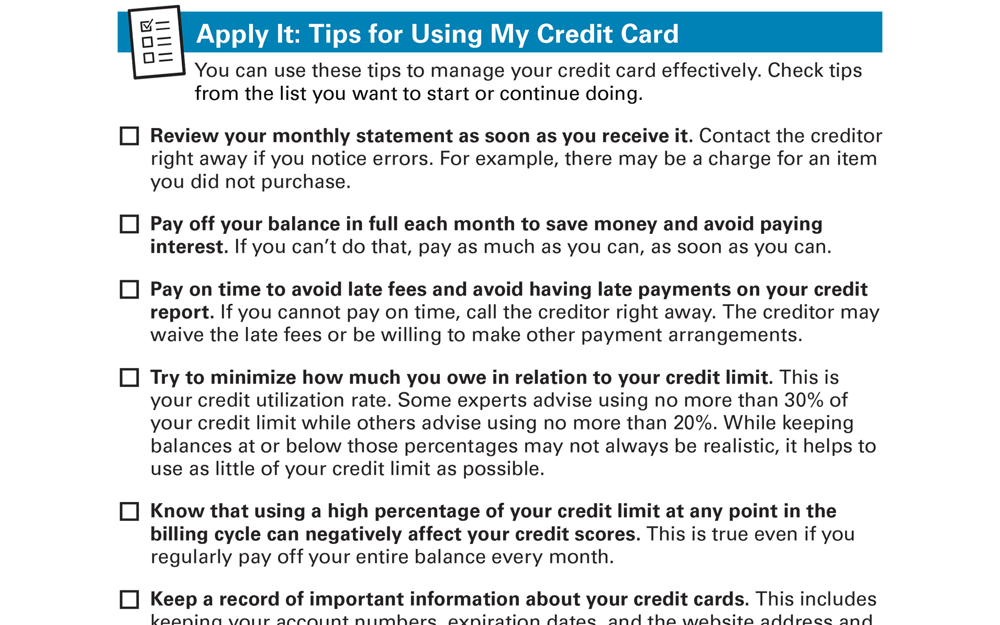 Apply It: Tips for Using My Credit Card
You can use these tips to manage your credit card effectively. Check tips
from the list you want to start or continue doing.
Review your monthly statement as soon as you receive it. Contact the creditor
right away if you notice errors. For example, there may be a charge for an item
you did not purchase.
Pay off your balance in full each month to save money and avoid paying
interest. If you can’t do that, pay as much as you can, as soon as you can.
Pay on time to avoid late fees and avoid having late payments on your credit
report. If you cannot pay on time, call the creditor right away. The creditor may
waive the late fees or be willing to make other payment arrangements.
Try to minimize how much you owe in relation to your credit limit. This is
your credit utilization rate. Some experts advise using no more than 30% of
your credit limit while others advise using no more than 20%. While keeping
balances at or below those percentages may not always be realistic, it helps to
use as little of your credit limit as possible.
Know that using a high percentage of your credit limit at any point in the
billing cycle can negatively affect your credit scores. This is true even if you
regularly pay off your entire balance every month.
Keep a record of important information about your credit cards. This includes
keeping your account numbers, expiration dates, and the website address and